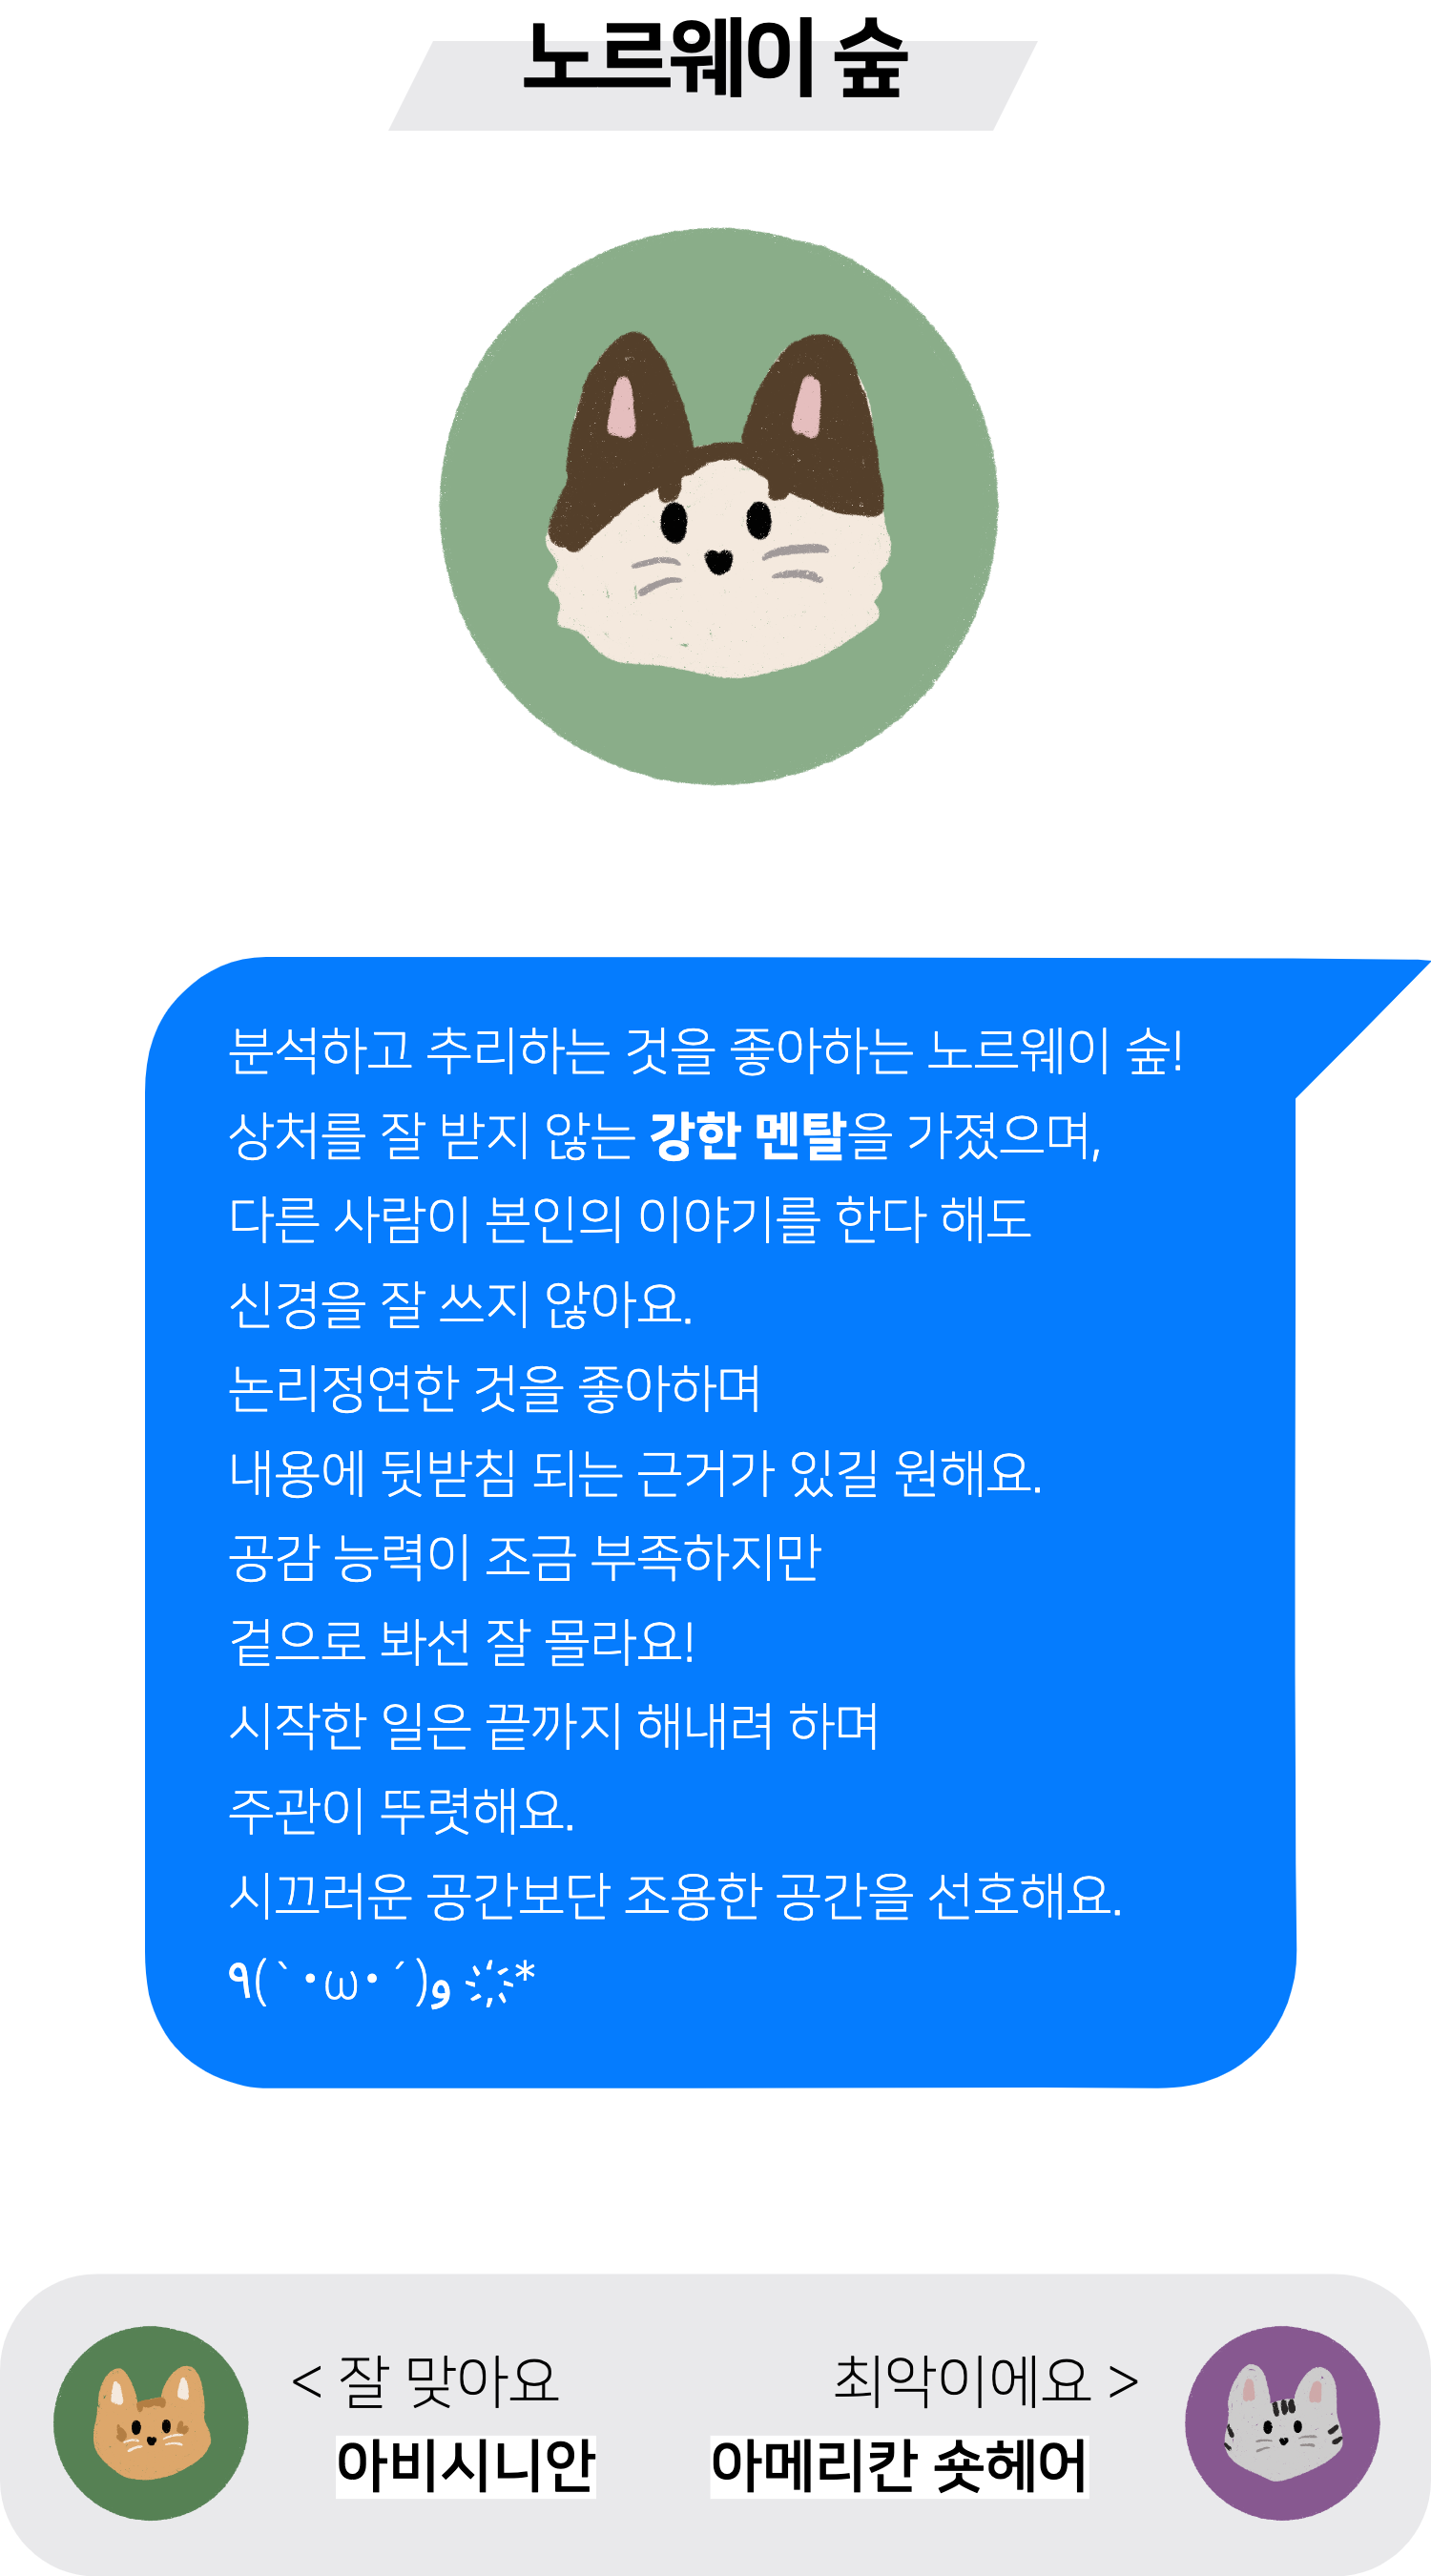 노르웨이 숲
분석하고 추리하는 것을 좋아하는 노르웨이 숲!
상처를 잘 받지 않는 강한 멘탈을 가졌으며,
다른 사람이 본인의 이야기를 한다 해도
신경을 잘 쓰지 않아요.
논리정연한 것을 좋아하며
내용에 뒷받침 되는 근거가 있길 원해요.
공감 능력이 조금 부족하지만
겉으로 봐선 잘 몰라요!
시작한 일은 끝까지 해내려 하며
주관이 뚜렷해요.
시끄러운 공간보단 조용한 공간을 선호해요.
٩(`･ω･´)و ҉*
< 잘 맞아요
아비시니안
최악이에요 >
아메리칸 숏헤어